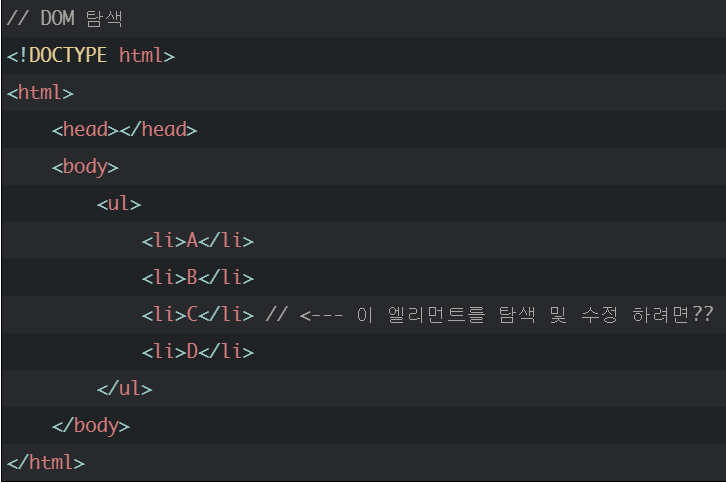 // DOM 탐색
<!DOCTYPE html>
<html>
    <head></head>
    <body>
        <ul>
            <li>A</li>
            <li>B</li>
            <li>C</li> // <--- 이 엘리먼트를 탐색 및 수정 하려면??
            <li>D</li>
        </ul>
    </body>
</html>